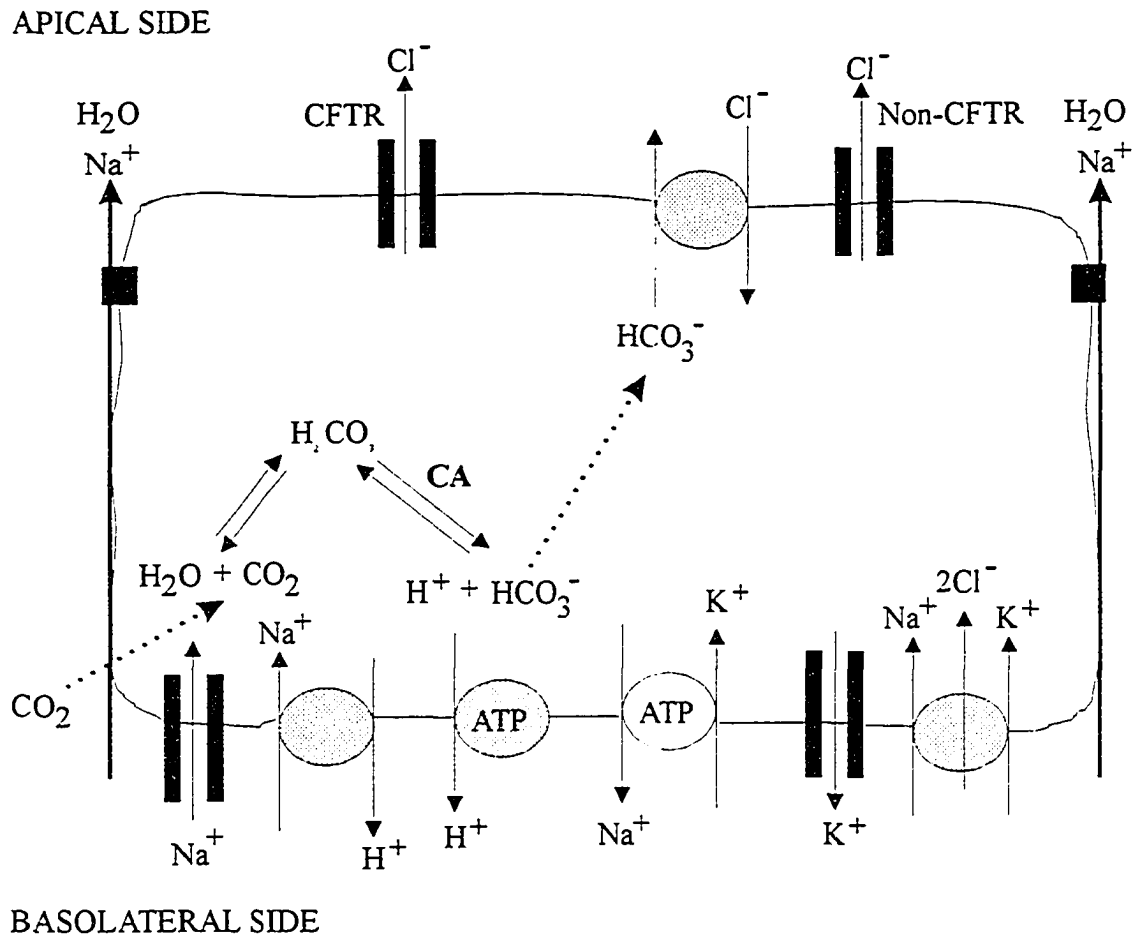 APICAL SIDE
Cl⁻
Cl⁻
H₂O
CFTR
Cl⁻
Non-CFTR
H₂O
Na⁺
Na⁺
HCO₃⁻
H₂CO₃
CA
H₂O + CO₂
H⁺ + HCO₃⁻
2Cl⁻
Na⁺
K⁺
Na⁺
K⁺
CO₂
ATP
ATP
Na⁺
H⁺
H⁺
Na⁺
K⁺
BASOLATERAL SIDE